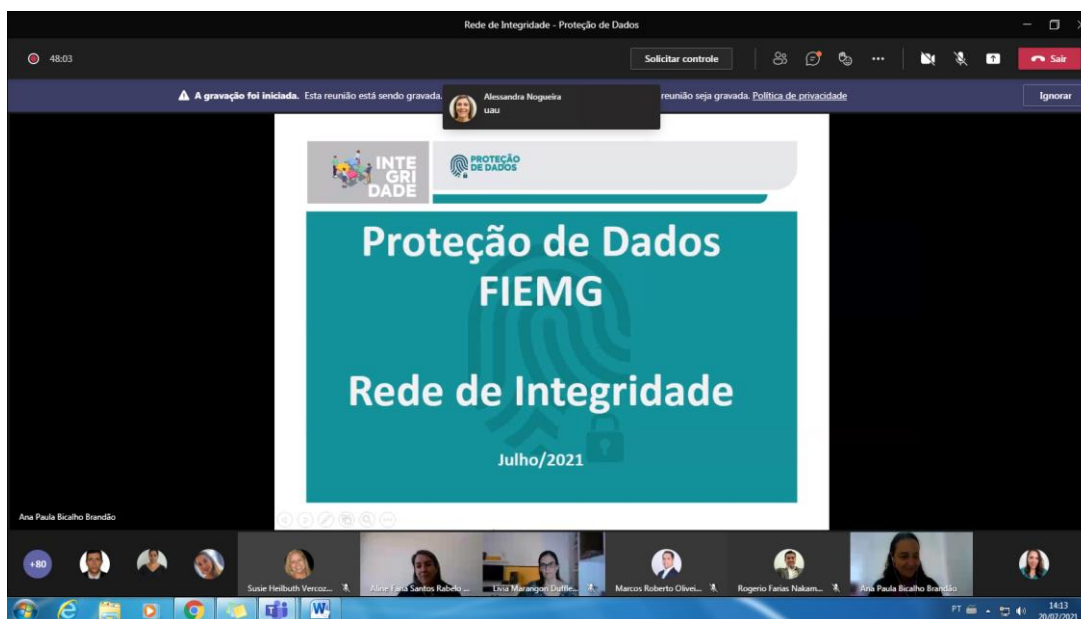 Rede de Integridade - Proteção de Dados
48:03
Solicitar controle
Sair
A gravação foi iniciada. Esta reunião está sendo gravada.
reunião seja gravada. Política de privacidade
Ignorar
Alessandra Nogueira
uau
INTE
GRI
DADE
PROTEÇÃO
DE DADOS
Proteção de Dados
FIEMG
Rede de Integridade
Julho/2021
Ana Paula Bicalho Brandão
+80
Susie Heilbuth Vercoz...
Aline Faria Santos Rabelo ...
Livia Marangon Duffle...
Marcos Roberto Olivei...
Rogerio Farias Nakam...
Ana Paula Bicalho Brandão
W
PT
14:13
20/07/2021